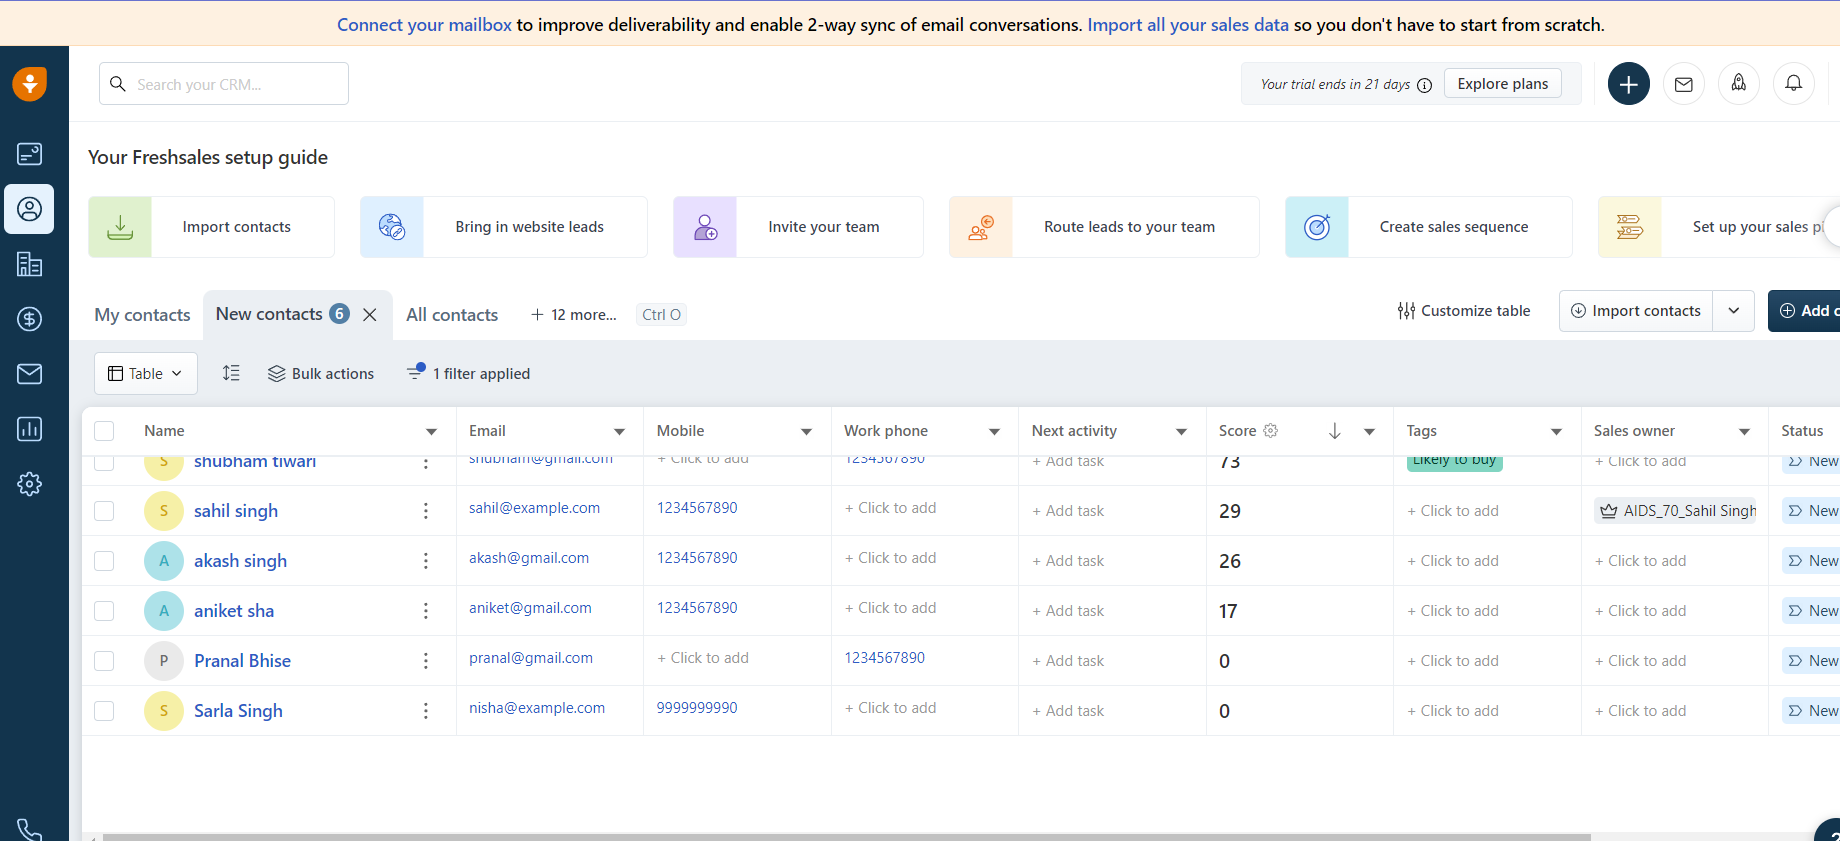 Connect your mailbox to improve deliverability and enable 2-way sync of email conversations. Import all your sales data so you don't have to start from scratch.
Search your CRM...
Your trial ends in 21 days
Explore plans
Your Freshsales setup guide
Import contacts
Bring in website leads
Invite your team
Route leads to your team
Create sales sequence
Set up your sales
My contacts
New contacts 6
All contacts
+ 12 more...
Ctrl O
Customize table
Import contacts
Add
Table
Bulk actions
1 filter applied
Name Email Mobile Work phone Next activity Score Tags Sales owner Status
S shubham tiwari shubham@gmail.com + Click to add 1234567890 + Add task 73 Likely to buy + Click to add New
S sahil singh sahil@example.com 1234567890 + Click to add + Add task 29 + Click to add AIDS_70_Sahil Singh New
A akash singh akash@gmail.com 1234567890 + Click to add + Add task 26 + Click to add + Click to add New
A aniket sha aniket@gmail.com 1234567890 + Click to add + Add task 17 + Click to add + Click to add New
P Pranal Bhise pranal@gmail.com + Click to add 1234567890 + Add task 0 + Click to add + Click to add New
S Sarla Singh nisha@example.com 9999999990 + Click to add + Add task 0 + Click to add + Click to add New